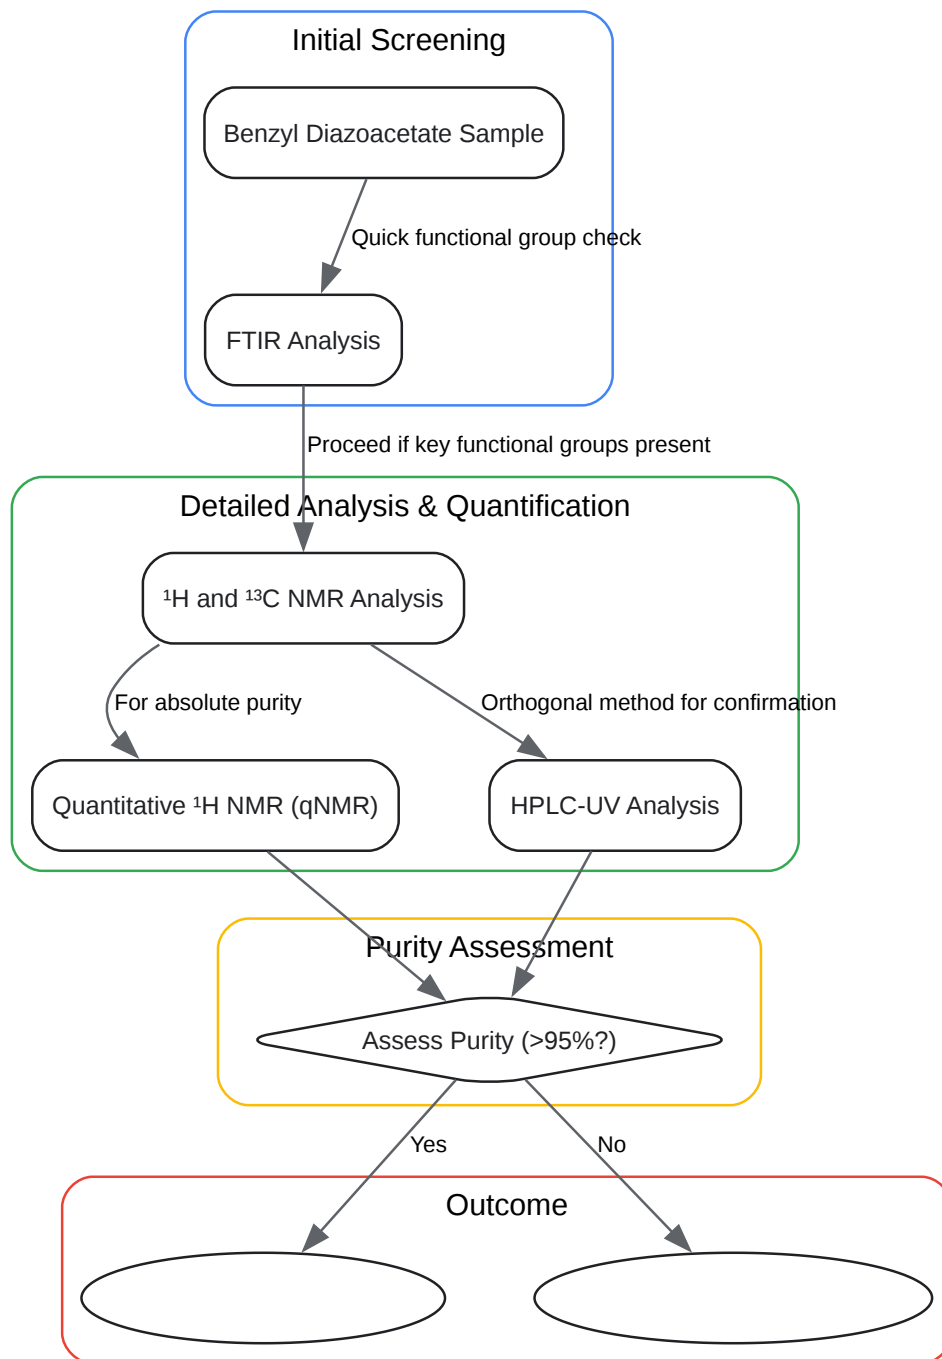 Initial Screening
Benzyl Diazoacetate Sample
Quick functional group check
FTIR Analysis
Proceed if key functional groups present
Detailed Analysis & Quantification
¹H and ¹³C NMR Analysis
For absolute purity
Orthogonal method for confirmation
Quantitative ¹H NMR (qNMR)
HPLC-UV Analysis
Purity Assessment
Assess Purity (>95%?)
Yes
No
Outcome